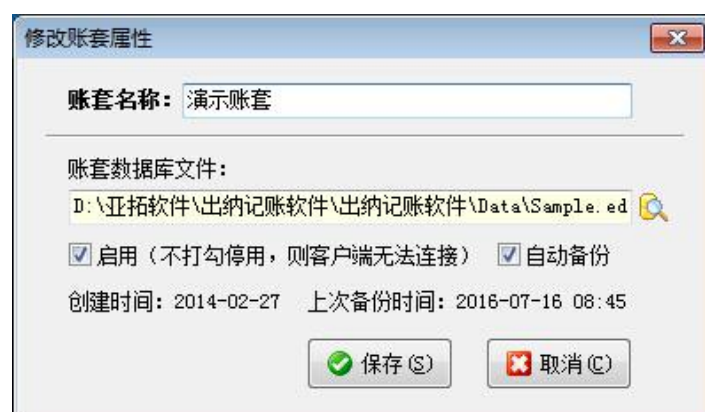 修改账套属性
账套名称：演示账套
账套数据库文件：
D:\亚拓软件\出纳记账软件\出纳记账软件\Data\Sample.ed
启用（不打勾停用，则客户端无法连接） 自动备份
创建时间：2014-02-27 上次备份时间：2016-07-16 08:45
保存(S) 取消(C)